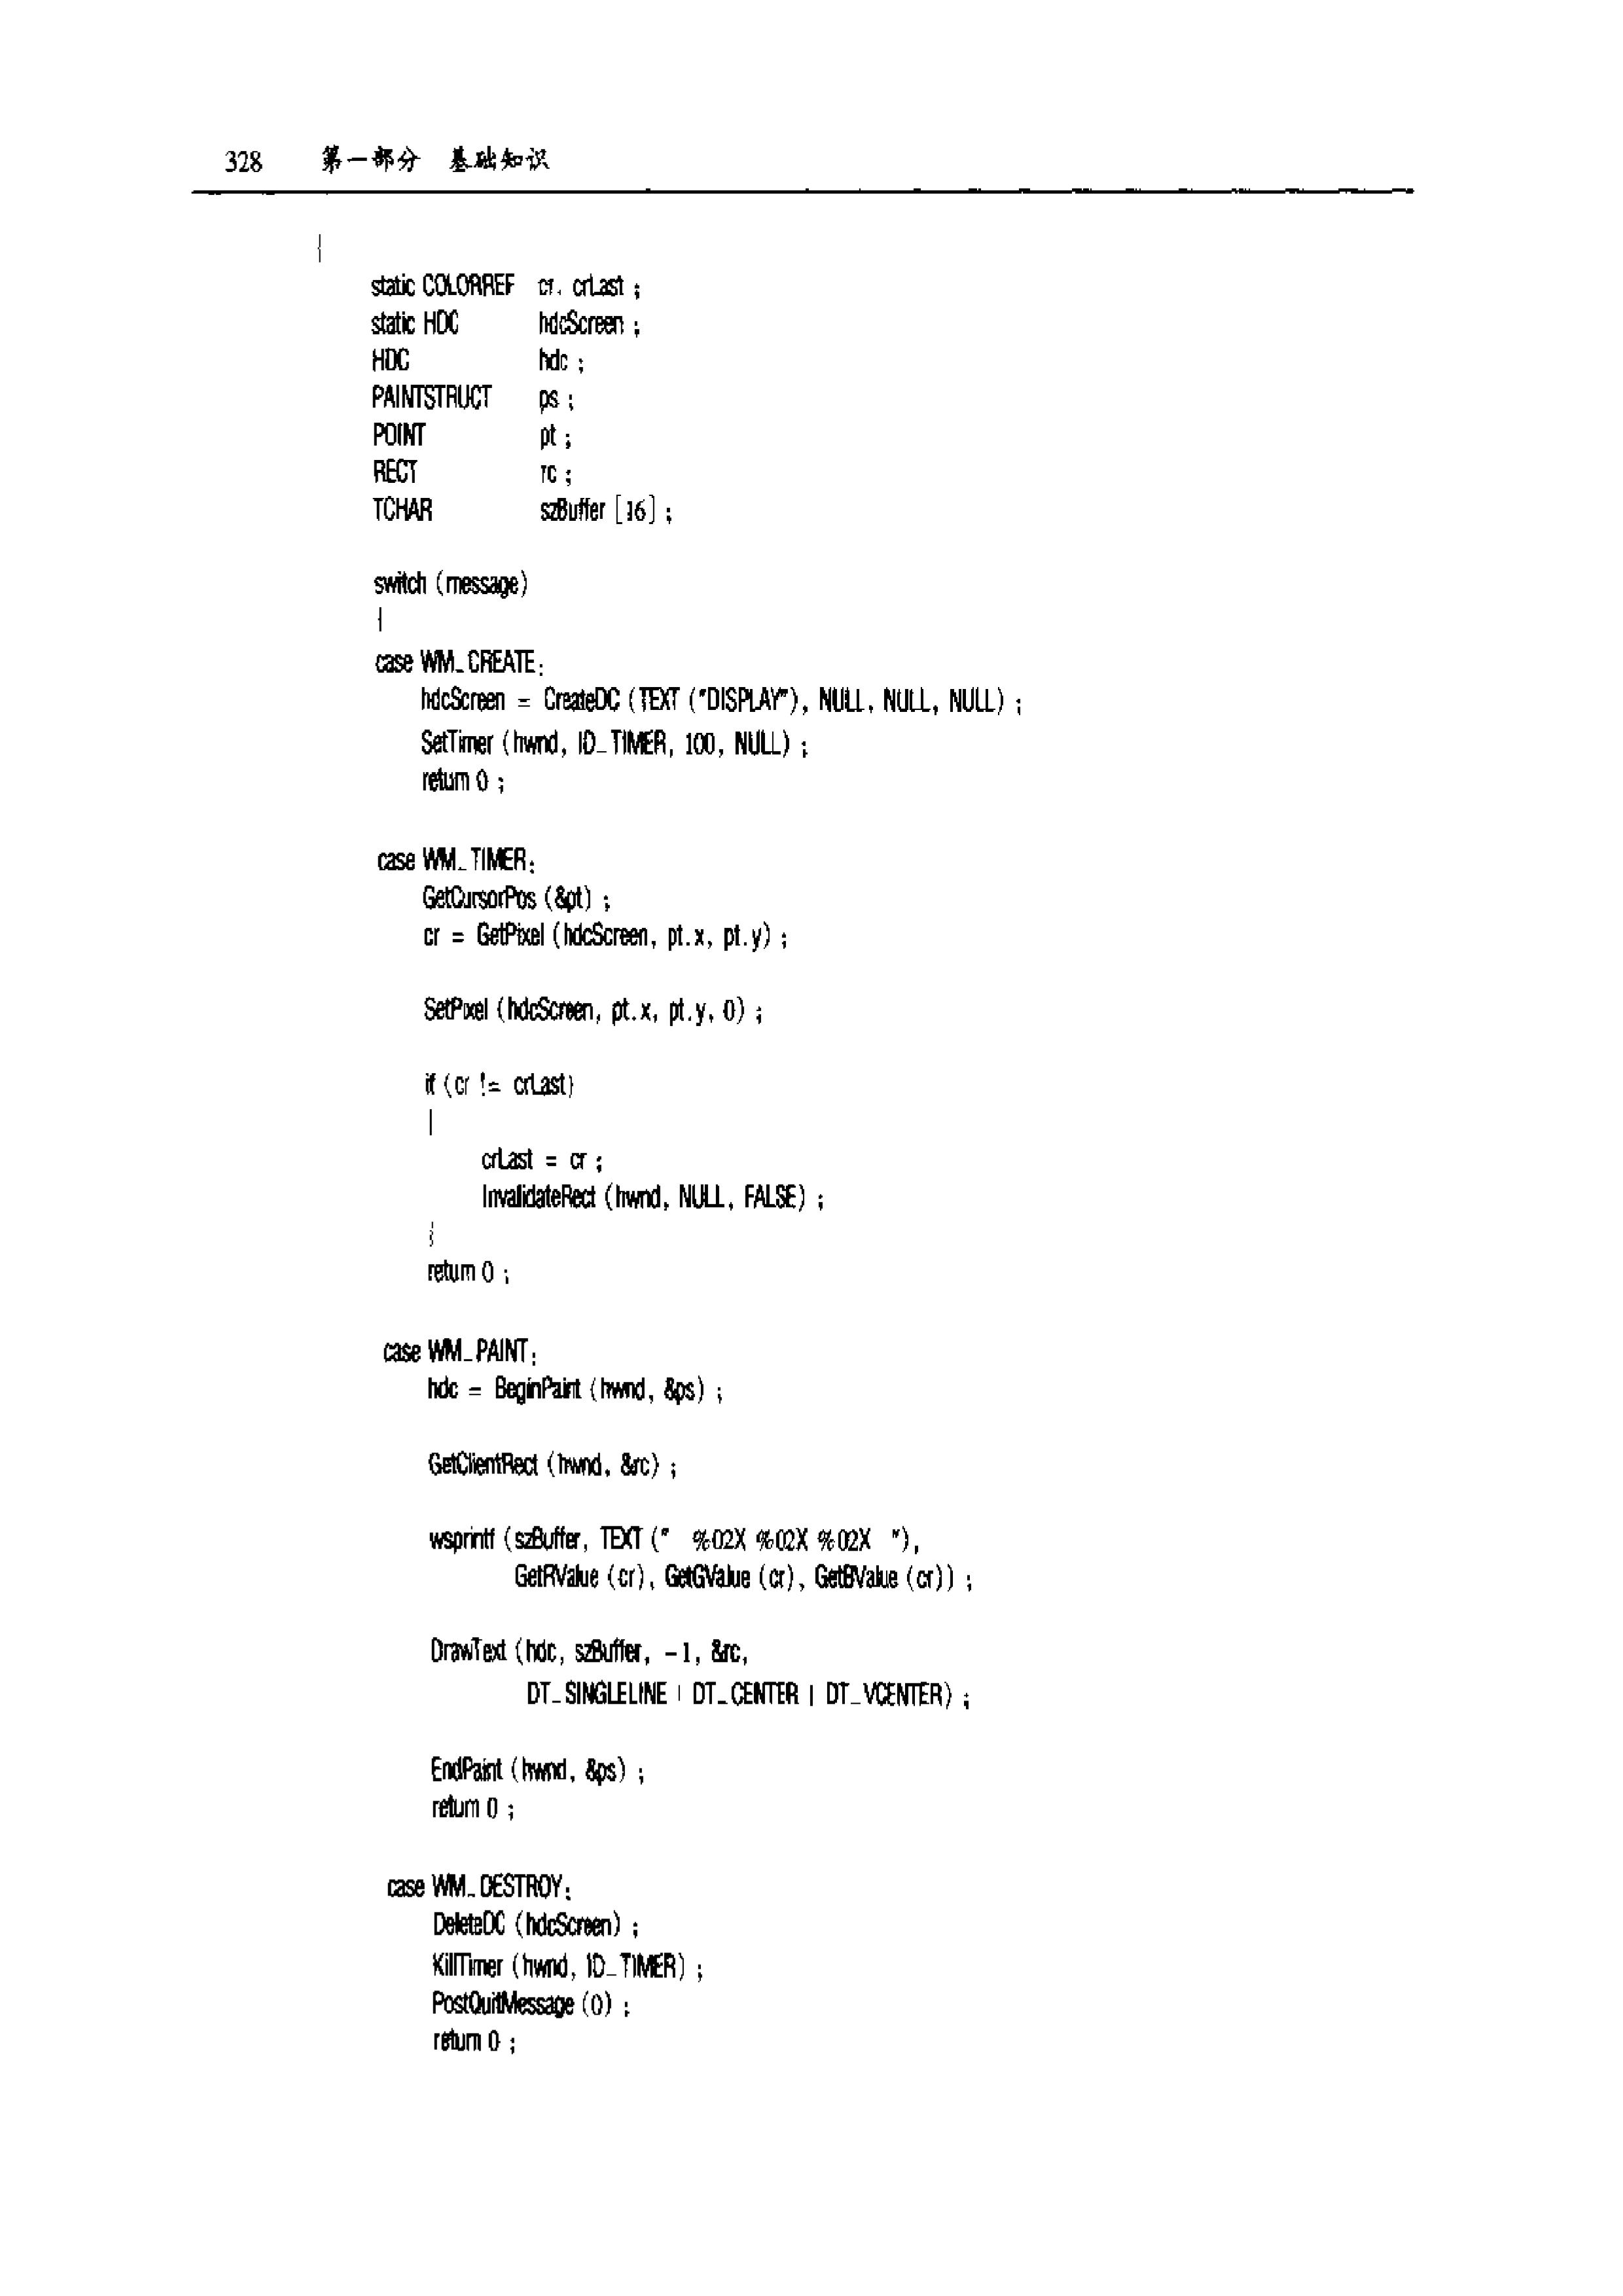 328 第一部分 基础知识
{
static COLORREF cr, crLast ;
static HDC hdcScreen ;
HDC hdc ;
PAINTSTRUCT ps ;
POINT pt ;
RECT rc ;
TCHAR szBuffer [16] ;
switch (message)
{
case WM_CREATE:
hdcScreen = CreateDC (TEXT ("DISPLAY"), NULL, NULL, NULL) ;
SetTimer (hwnd, ID_TIMER, 100, NULL) ;
return 0 ;
case WM_TIMER:
GetCursorPos (&pt) ;
cr = GetPixel (hdcScreen, pt.x, pt.y) ;
SetPixel (hdcScreen, pt.x, pt.y, 0) ;
if (cr != crLast)
{
crLast = cr ;
InvalidateRect (hwnd, NULL, FALSE) ;
}
return 0 ;
case WM_PAINT:
hdc = BeginPaint (hwnd, &ps) ;
GetClientRect (hwnd, &rc) ;
wsprintf (szBuffer, TEXT (" %02X %02X %02X "),
GetRValue (cr), GetGValue (cr), GetBValue (cr)) ;
DrawText (hdc, szBuffer, -1, &rc,
DT_SINGLELINE | DT_CENTER | DT_VCENTER) ;
EndPaint (hwnd, &ps) ;
return 0 ;
case WM_DESTROY:
DeleteDC (hdcScreen) ;
KillTimer (hwnd, ID_TIMER) ;
PostQuitMessage (0) ;
return 0 ;